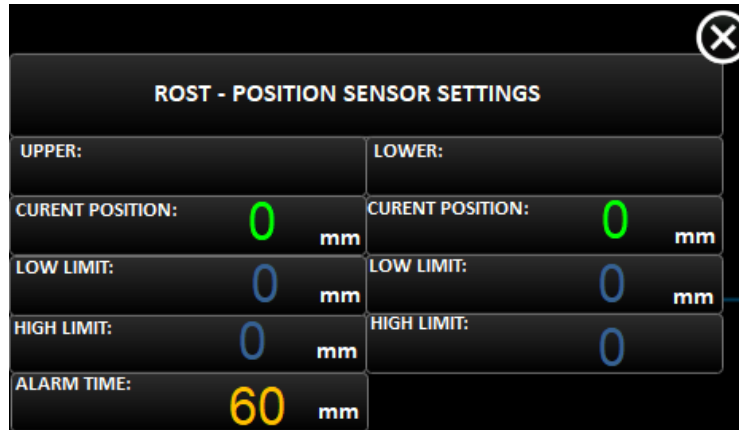 ROST - POSITION SENSOR SETTINGS
UPPER: LOWER:
CURENT POSITION: 0 mm CURENT POSITION: 0 mm
LOW LIMIT: 0 mm LOW LIMIT: 0 mm
HIGH LIMIT: 0 mm HIGH LIMIT: 0
ALARM TIME: 60 mm